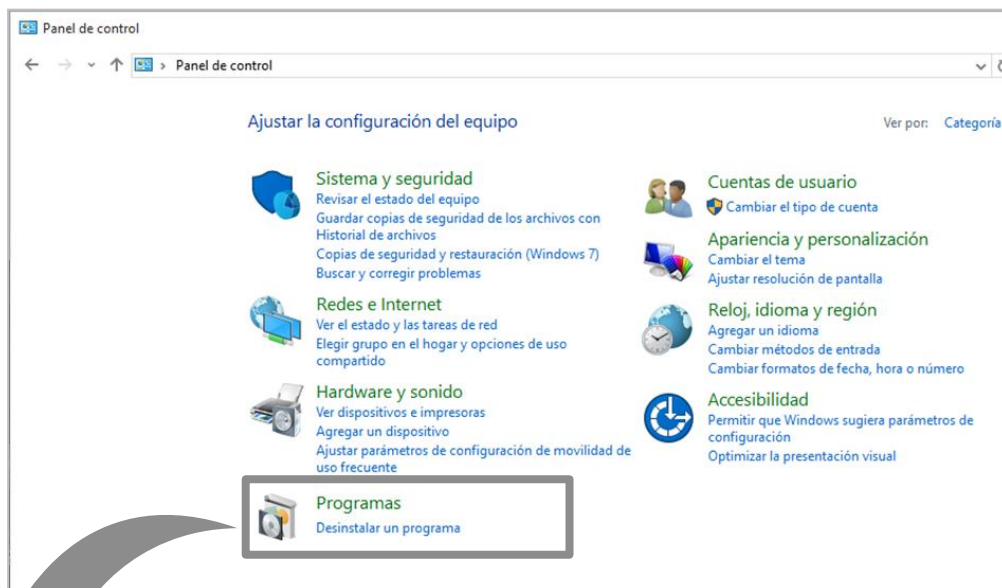 Panel de control
Panel de control
Ajustar la configuración del equipo
Ver por: Categoría
Sistema y seguridad
Revisar el estado del equipo
Guardar copias de seguridad de los archivos con
Historial de archivos
Copias de seguridad y restauración (Windows 7)
Buscar y corregir problemas
Redes e Internet
Ver el estado y las tareas de red
Elegir grupo en el hogar y opciones de uso
compartido
Hardware y sonido
Ver dispositivos e impresoras
Agregar un dispositivo
Ajustar parámetros de configuración de movilidad de
uso frecuente
Programas
Desinstalar un programa
Cuentas de usuario
Cambiar el tipo de cuenta
Apariencia y personalización
Cambiar el tema
Ajustar resolución de pantalla
Reloj, idioma y región
Agregar un idioma
Cambiar métodos de entrada
Cambiar formatos de fecha, hora o número
Accesibilidad
Permitir que Windows sugiera parámetros de
configuración
Optimizar la presentación visual